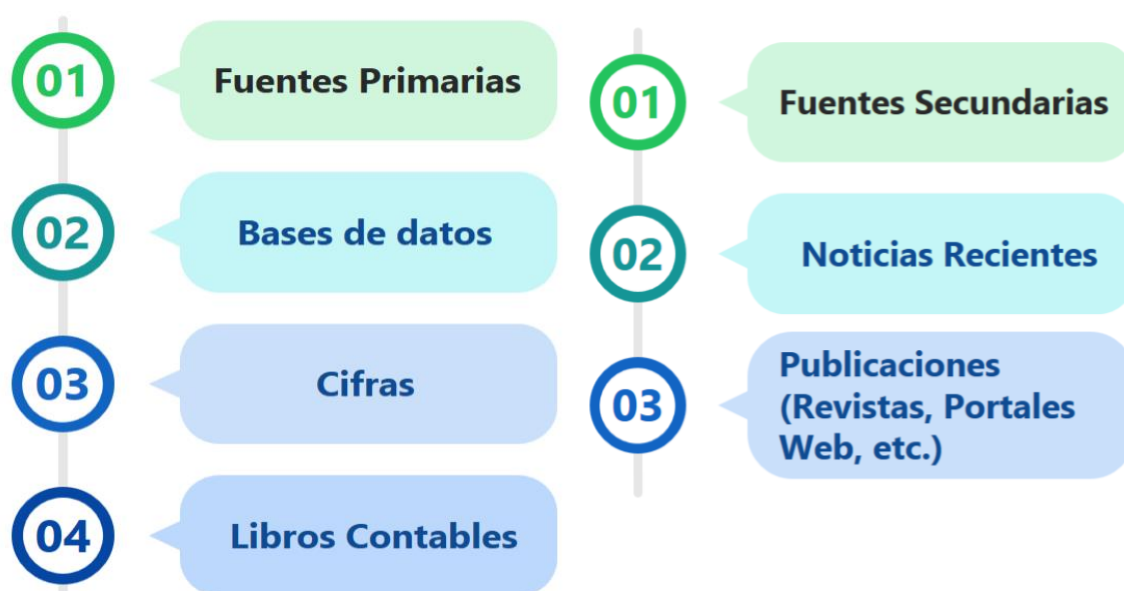 01
Fuentes Primarias
02
Bases de datos
03
Cifras
04
Libros Contables
01
Fuentes Secundarias
02
Noticias Recientes
03
Publicaciones
(Revistas, Portales
Web, etc.)